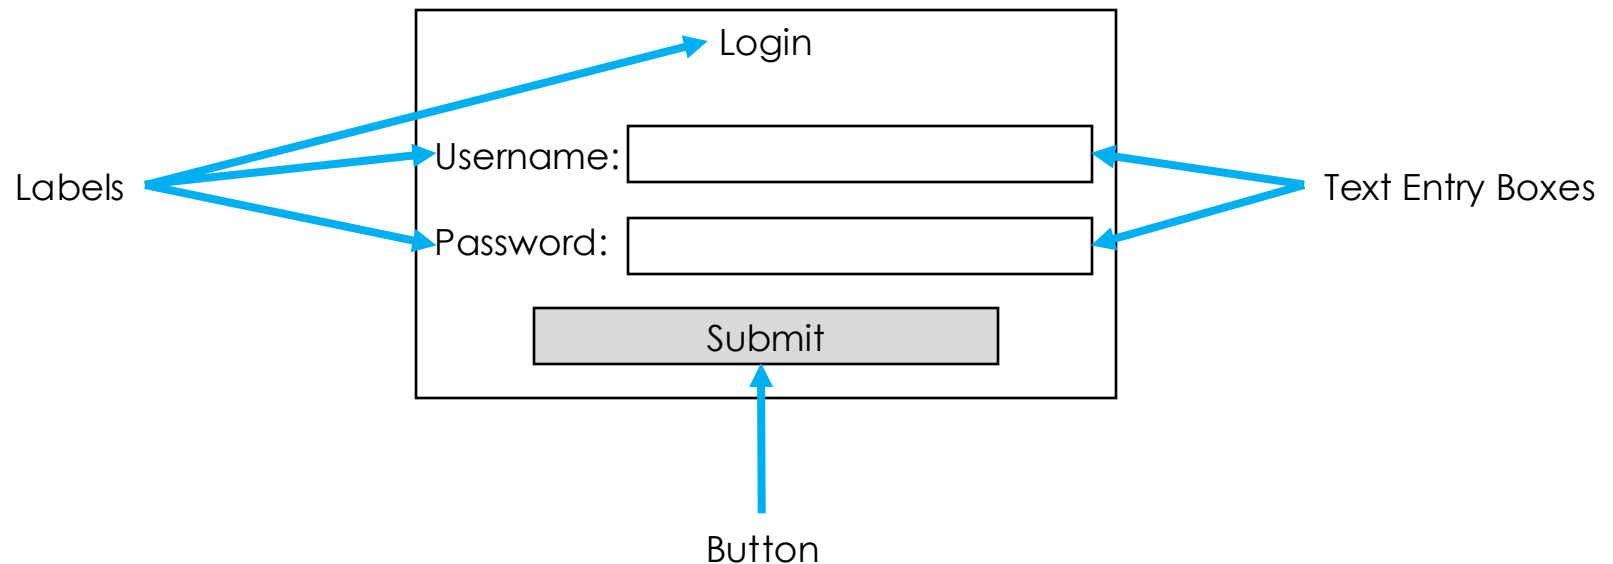 Login
Username:
Labels
Text Entry Boxes
Password:
Submit
Button